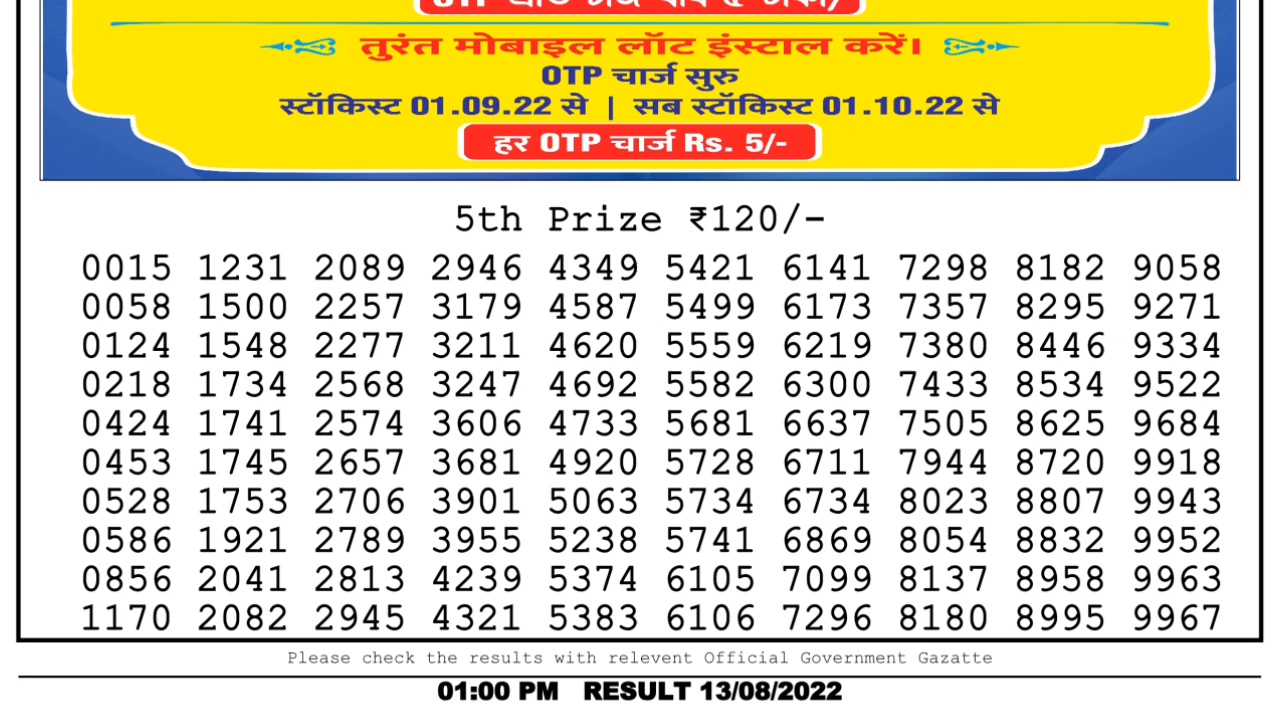 तुरंत मोबाइल लॉट इंस्टाल करें।
OTP चार्ज सुरु
स्टॉकिस्ट 01.09.22 से | सब स्टॉकिस्ट 01.10.22 से
हर OTP चार्ज Rs. 5/-
5th Prize ₹120/-
0015 1231 2089 2946 4349 5421 6141 7298 8182 9058
0058 1500 2257 3179 4587 5499 6173 7357 8295 9271
0124 1548 2277 3211 4620 5559 6219 7380 8446 9334
0218 1734 2568 3247 4692 5582 6300 7433 8534 9522
0424 1741 2574 3606 4733 5681 6637 7505 8625 9684
0453 1745 2657 3681 4920 5728 6711 7944 8720 9918
0528 1753 2706 3901 5063 5734 6734 8023 8807 9943
0586 1921 2789 3955 5238 5741 6869 8054 8832 9952
0856 2041 2813 4239 5374 6105 7099 8137 8958 9963
1170 2082 2945 4321 5383 6106 7296 8180 8995 9967
Please check the results with relevent Official Government Gazatte
01:00 PM RESULT 13/08/2022